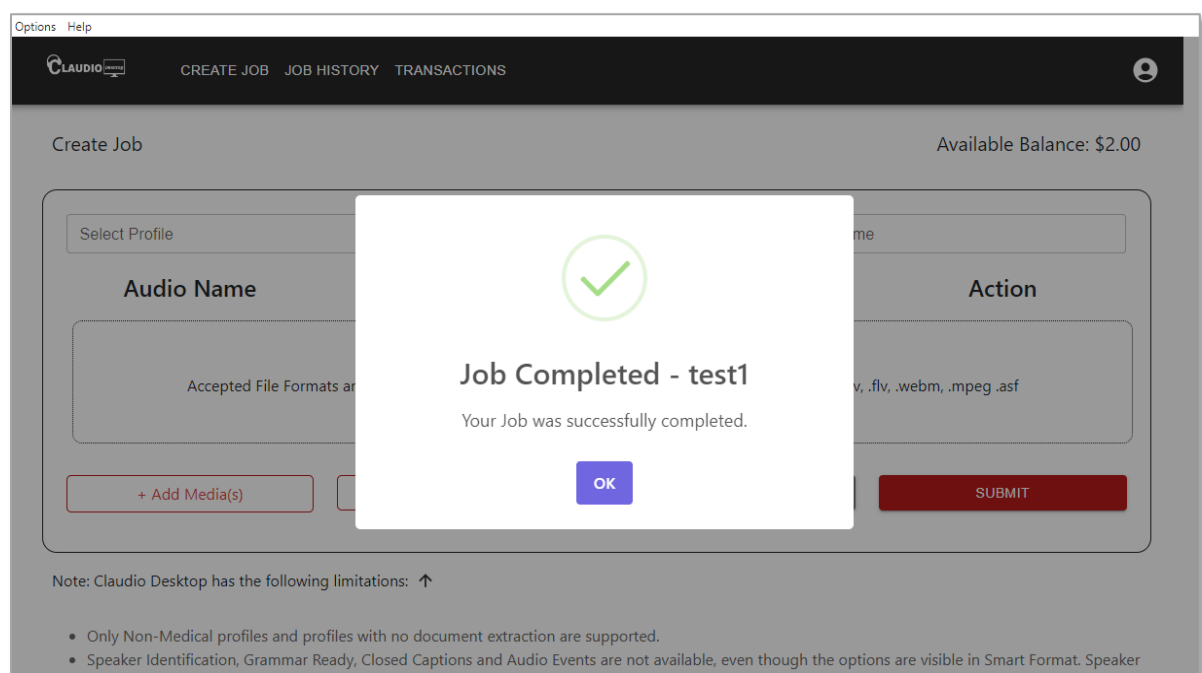 Options Help
CLAUDIO DESKTOP CREATE JOB JOB HISTORY TRANSACTIONS
Create Job Available Balance: $2.00
Select Profile me
Audio Name Action
Job Completed - test1
Accepted File Formats ar v, .flv, .webm, .mpeg .asf
Your Job was successfully completed.
OK
+ Add Media(s) SUBMIT
Note: Claudio Desktop has the following limitations: ↑
• Only Non-Medical profiles and profiles with no document extraction are supported.
• Speaker Identification, Grammar Ready, Closed Captions and Audio Events are not available, even though the options are visible in Smart Format. Speaker